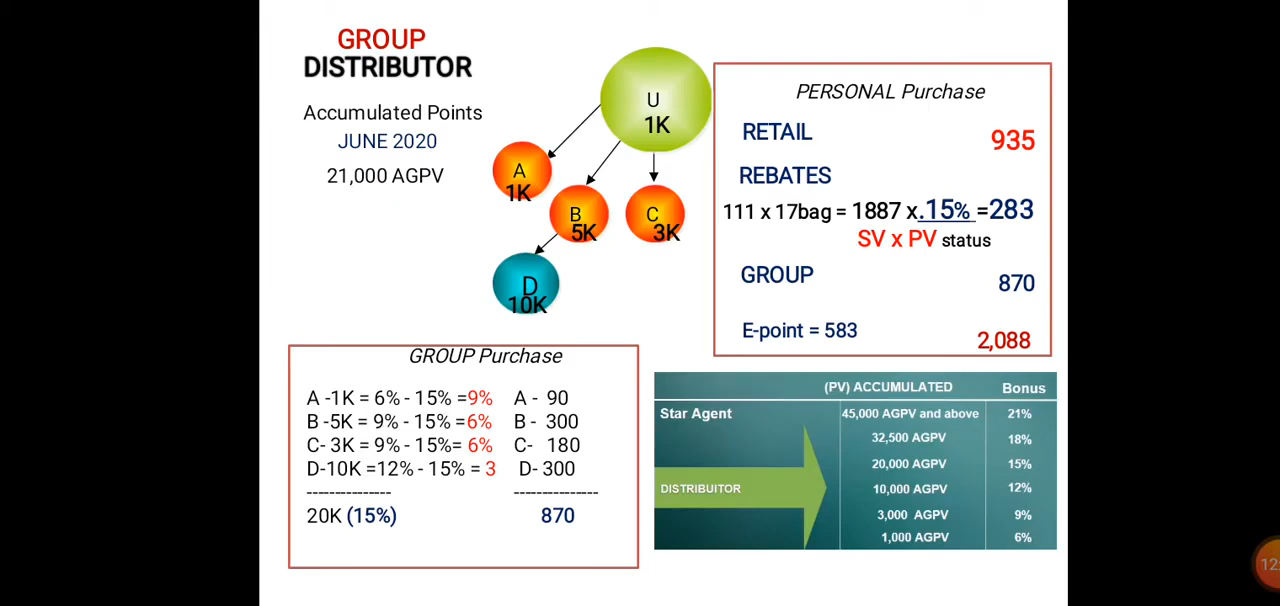 GROUP
DISTRIBUTOR
Accumulated Points
JUNE 2020
21,000 AGPV
U
1K
A
1K
B
5K
C
3K
D
10K
PERSONAL Purchase
RETAIL 935
REBATES
111 x 17bag = 1887 x.15% =283
SV x PV status
GROUP 870
E-point = 583 2,088
GROUP Purchase
A -1K = 6% - 15% =9% A - 90
B -5K = 9% - 15% =6% B - 300
C- 3K = 9% - 15%= 6% C- 180
D-10K =12% - 15% = 3 D- 300
--------------- ---------------
20K (15%) 870
(PV) ACCUMULATED Bonus
Star Agent 45,000 AGPV and above 21%
32,500 AGPV 18%
20,000 AGPV 15%
DISTRIBUITOR 10,000 AGPV 12%
3,000 AGPV 9%
1,000 AGPV 6%